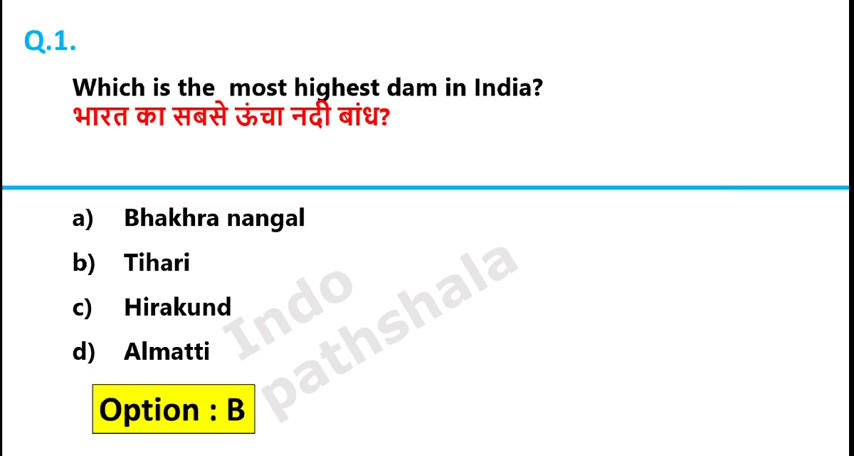 Q.1.
Which is the  most highest dam in India?
भारत का सबसे ऊंचा नदी बांध?
a) Bhakhra nangal
b) Tihari
c) Hirakund
d) Almatti
Indo
pathshala
Option : B